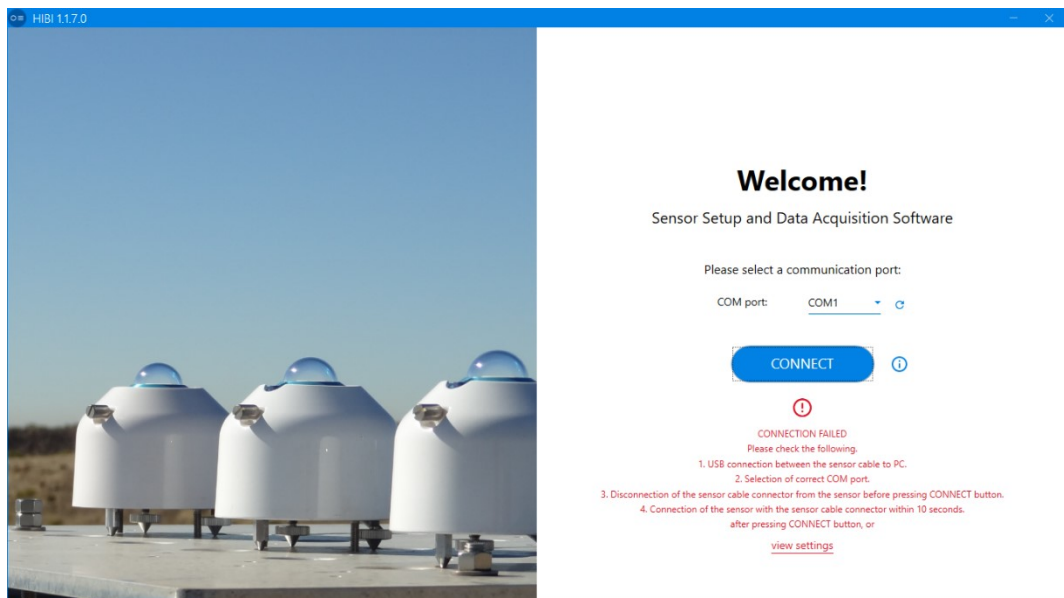 HIBI 1.1.7.0
Welcome!
Sensor Setup and Data Acquisition Software
Please select a communication port:
COM port: COM1
CONNECT
CONNECTION FAILED
Please check the following.
1. USB connection between the sensor cable to PC.
2. Selection of correct COM port.
3. Disconnection of the sensor cable connector from the sensor before pressing CONNECT button.
4. Connection of the sensor with the sensor cable connector within 10 seconds.
after pressing CONNECT button, or
view settings